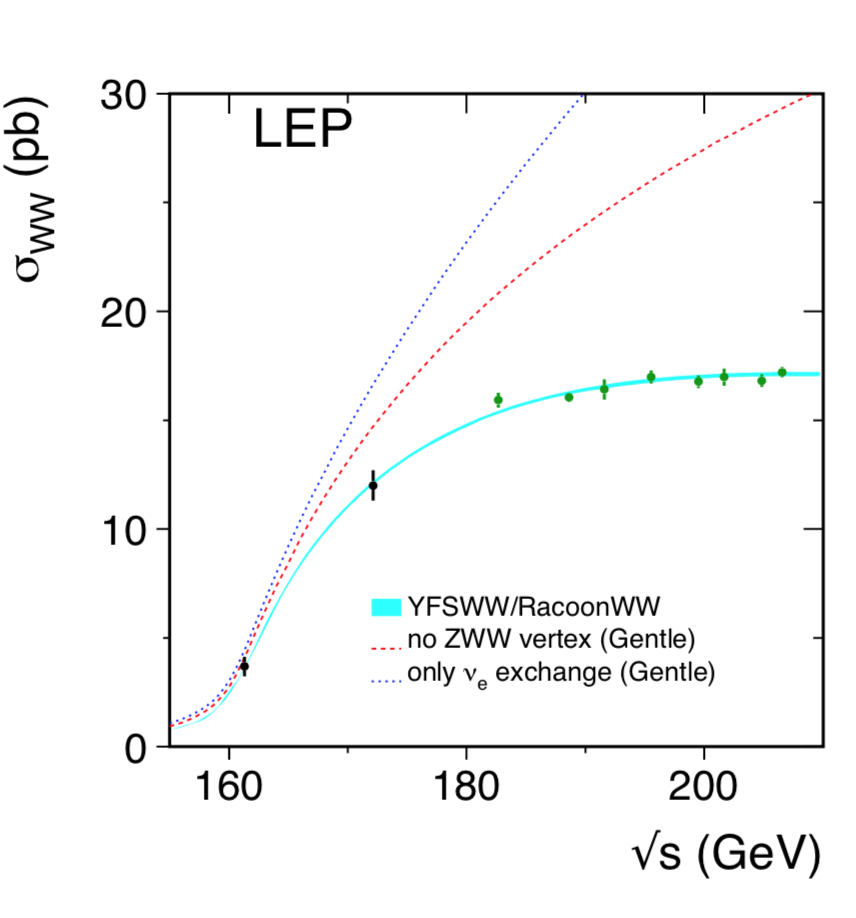 30
LEP
σWW (pb)
20
10
YFSWW/RacoonWW
no ZWW vertex (Gentle)
only νe exchange (Gentle)
0
160 180 200
√s (GeV)